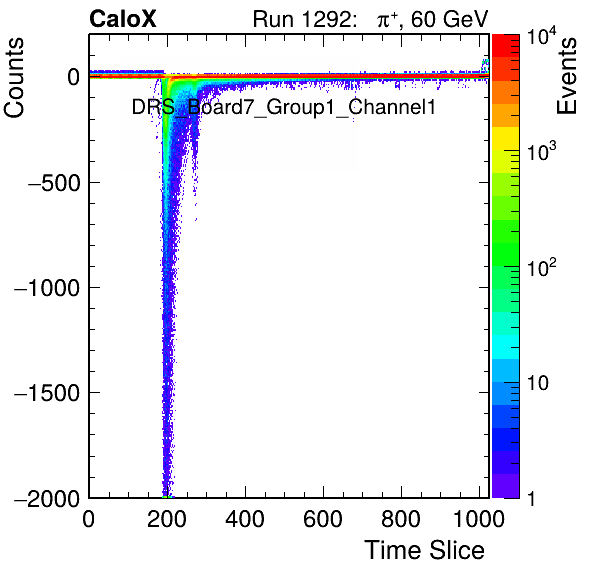 CaloX Run 1292: π⁺, 60 GeV
Counts
Events
DRS_Board7_Group1_Channel1
0
−500
−1000
−1500
−2000
0 200 400 600 800 1000
Time Slice
10⁴
10³
10²
10
1